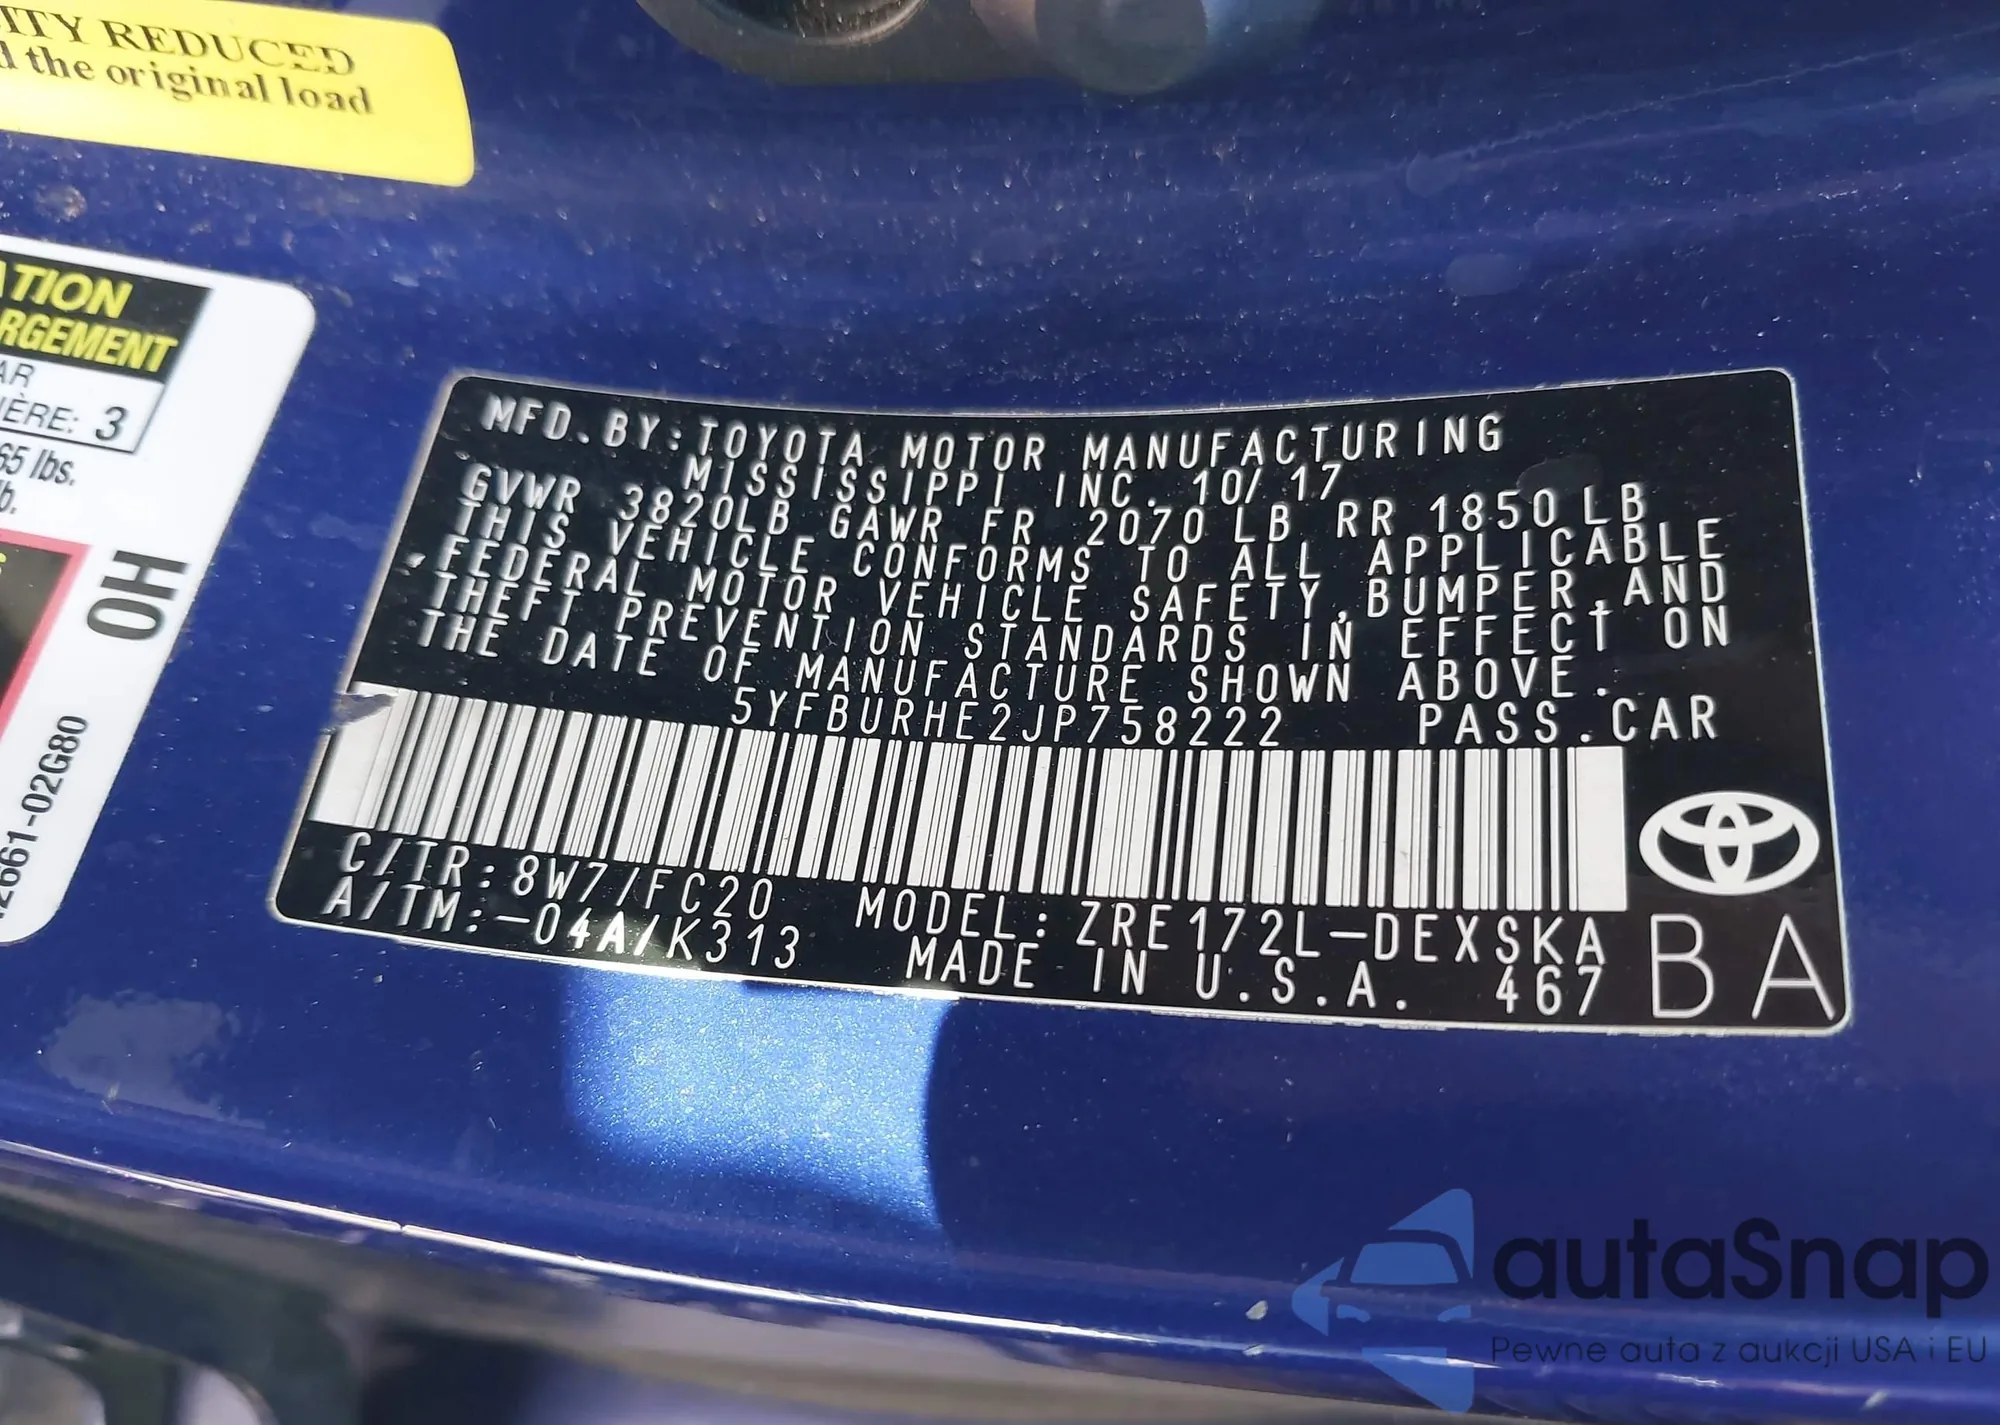 ITY REDUCED
d the original load
ATION
RGEMENT
AR
IÈRE: 3
65 lbs.
lb.
OH
42661-02G80
MFD. BY: TOYOTA MOTOR MANUFACTURING
MISSISSIPPI INC. 10/17
GVWR 3820LB GAWR FR 2070 LB RR 1850 LB
THIS VEHICLE CONFORMS TO ALL APPLICABLE
FEDERAL MOTOR VEHICLE SAFETY, BUMPER, AND
THEFT PREVENTION STANDARDS IN EFFECT ON
THE DATE OF MANUFACTURE SHOWN ABOVE.
5YFBURHE2JP758222 PASS. CAR
C/TR: 8W7/FC20 MODEL: ZRE172L-DEXSKA
A/TM: -04A/K313 MADE IN U.S.A. 467
BA
autaSnap
Pewne auta z aukcji USA i EU